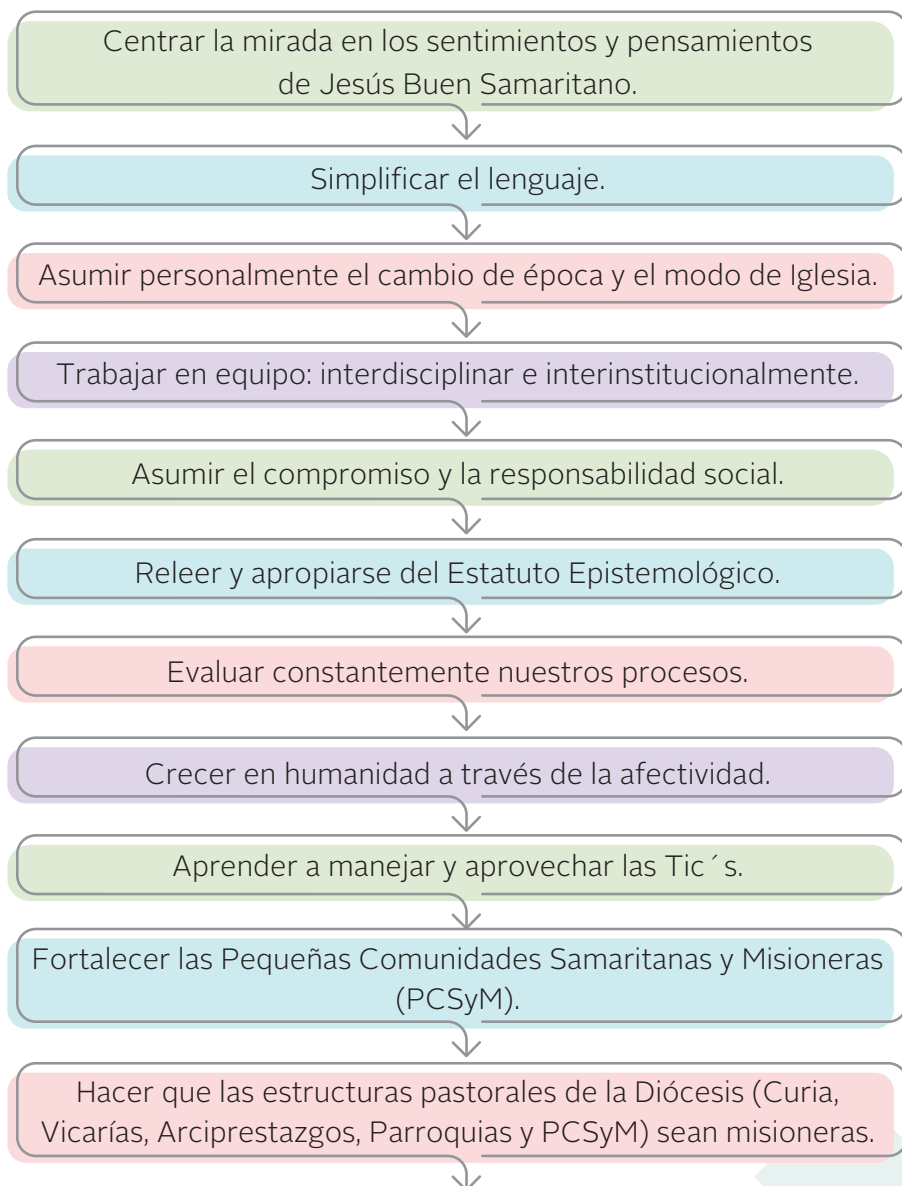 Centrar la mirada en los sentimientos y pensamientos
de Jesús Buen Samaritano.
Simplificar el lenguaje.
Asumir personalmente el cambio de época y el modo de Iglesia.
Trabajar en equipo: interdisciplinar e interinstitucionalmente.
Asumir el compromiso y la responsabilidad social.
Releer y apropiarse del Estatuto Epistemológico.
Evaluar constantemente nuestros procesos.
Crecer en humanidad a través de la afectividad.
Aprender a manejar y aprovechar las Tic´s.
Fortalecer las Pequeñas Comunidades Samaritanas y Misioneras
(PCSyM).
Hacer que las estructuras pastorales de la Diócesis (Curia,
Vicarías, Arciprestazgos, Parroquias y PCSyM) sean misioneras.